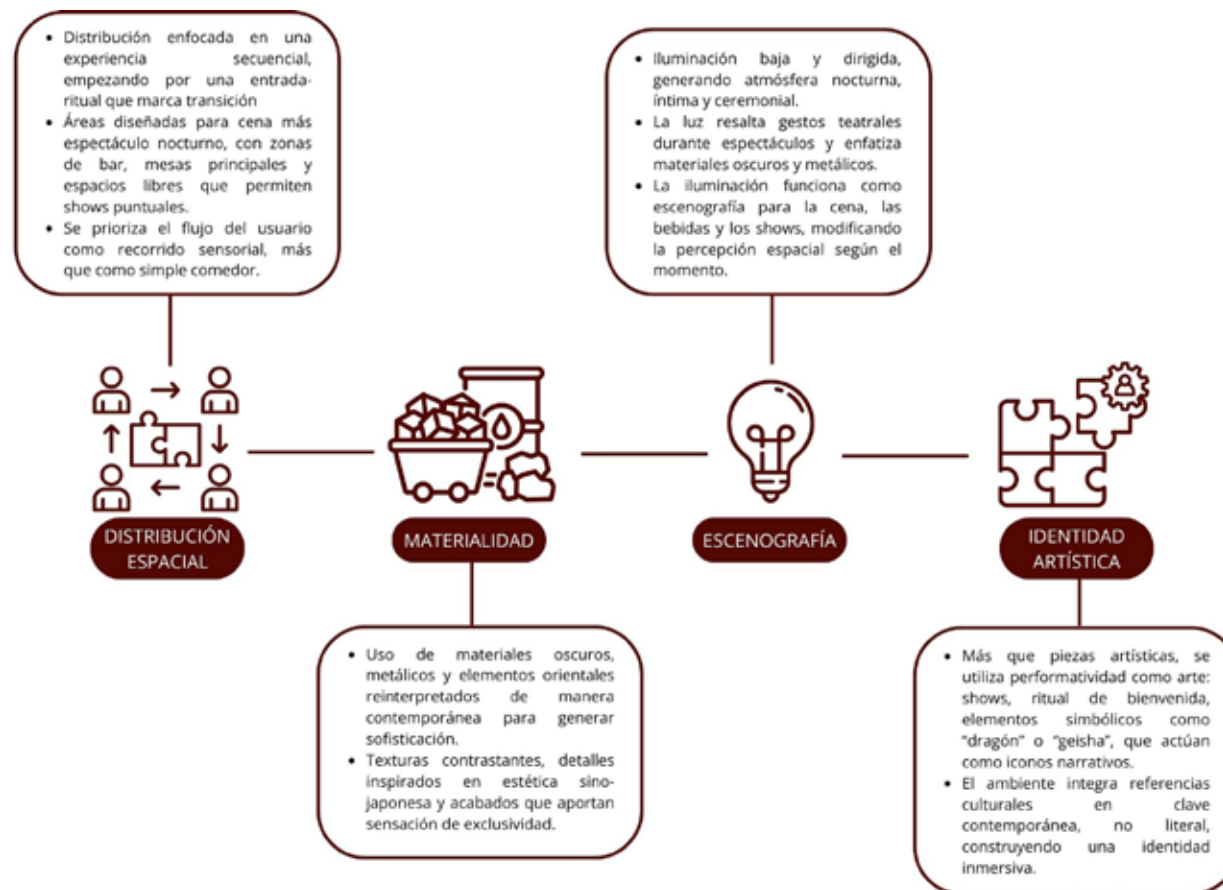 • Distribución enfocada en una
experiencia secuencial,
empezando por una entrada-
ritual que marca transición
• Áreas diseñadas para cena más
espectáculo nocturno, con zonas
de bar, mesas principales y
espacios libres que permiten
shows puntuales.
• Se prioriza el flujo del usuario
como recorrido sensorial, más
que como simple comedor.
• Iluminación baja y dirigida,
generando atmósfera nocturna,
íntima y ceremonial.
• La luz resalta gestos teatrales
durante espectáculos y enfatiza
materiales oscuros y metálicos.
• La iluminación funciona como
escenografía para la cena, las
bebidas y los shows, modificando
la percepción espacial según el
momento.
DISTRIBUCIÓN
ESPACIAL
MATERIALIDAD
ESCENOGRAFÍA
IDENTIDAD
ARTÍSTICA
• Uso de materiales oscuros,
metálicos y elementos orientales
reinterpretados de manera
contemporánea para generar
sofisticación.
• Texturas contrastantes, detalles
inspirados en estética sino-
japonesa y acabados que aportan
sensación de exclusividad.
• Más que piezas artísticas, se
utiliza performatividad como arte:
shows, ritual de bienvenida,
elementos simbólicos como
“dragón” o “geisha”, que actúan
como iconos narrativos.
• El ambiente integra referencias
culturales en clave
contemporánea, no literal,
construyendo una identidad
inmersiva.